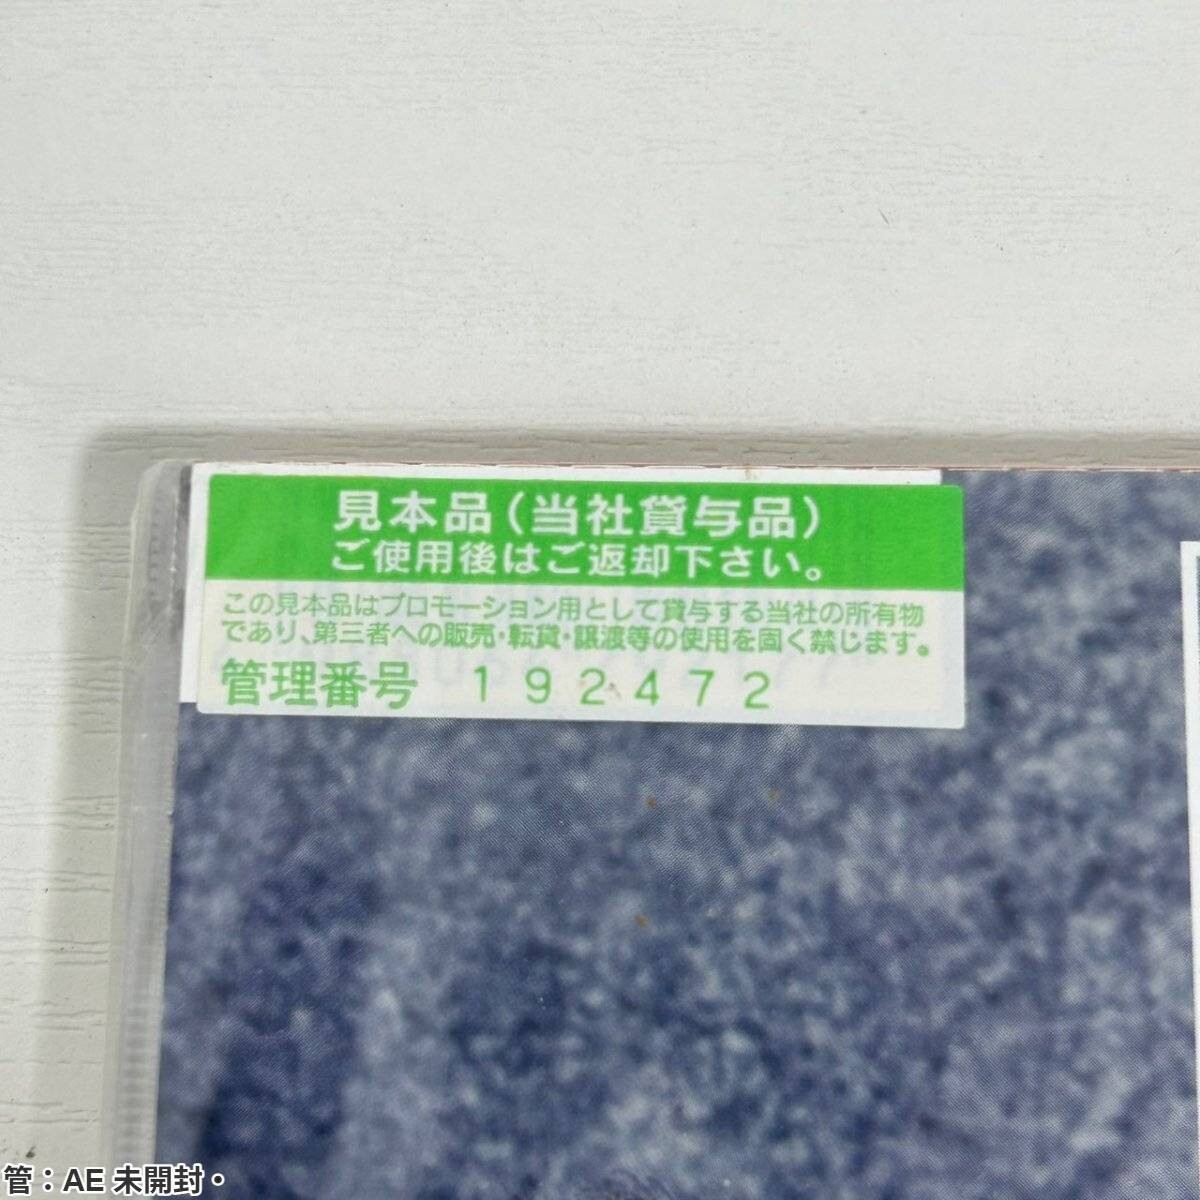 見本品(当社貸与品)
ご使用後はご返却下さい。
この見本品はプロモーション用として貸与する当社の所有物
であり、第三者への販売・転貸・譲渡等の使用を固く禁じます。
管理番号 192472
管：AE 未開封・